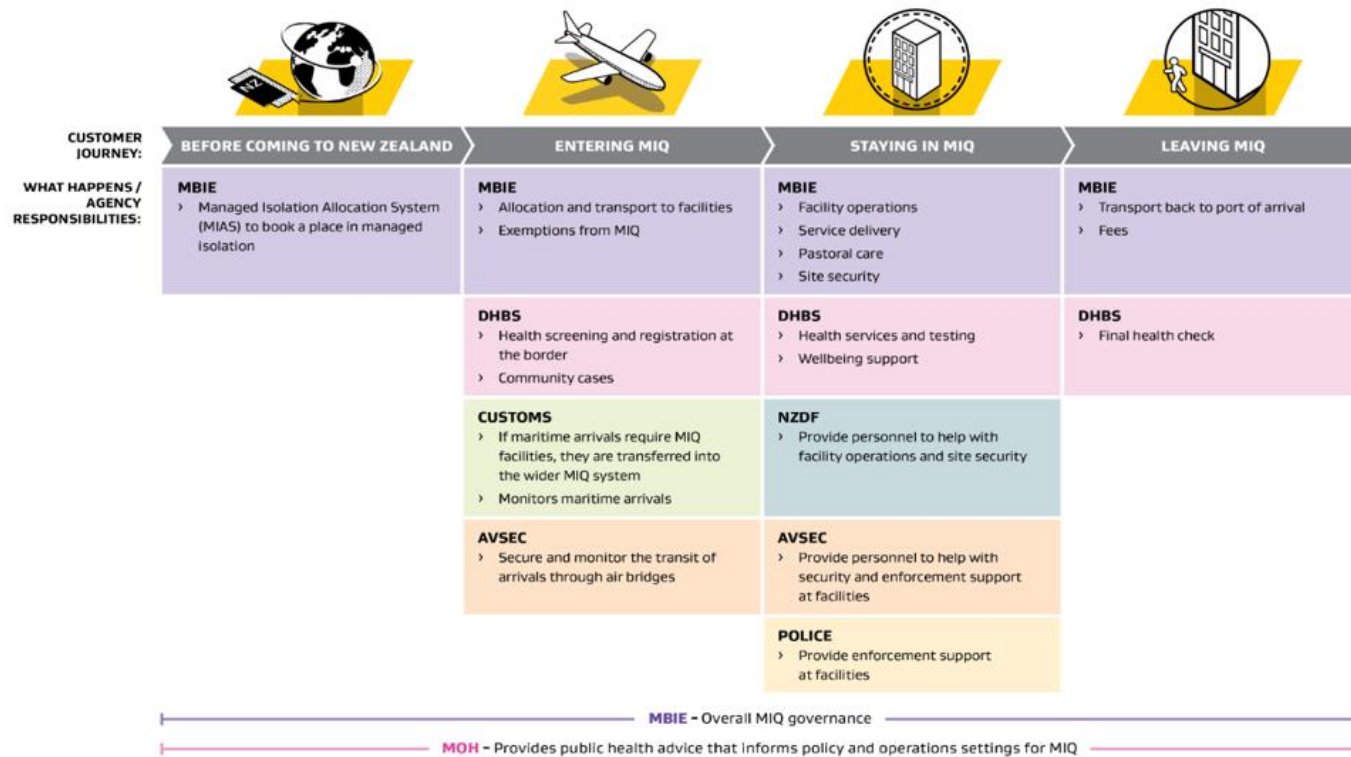 NZ
CUSTOMER
JOURNEY:
BEFORE COMING TO NEW ZEALAND
ENTERING MIQ
STAYING IN MIQ
LEAVING MIQ
WHAT HAPPENS /
AGENCY
RESPONSIBILITIES:
MBIE
› Managed Isolation Allocation System
(MIAS) to book a place in managed
isolation
MBIE
› Allocation and transport to facilities
› Exemptions from MIQ
MBIE
› Facility operations
› Service delivery
› Pastoral care
› Site security
MBIE
› Transport back to port of arrival
› Fees
DHBS
› Health screening and registration at
the border
› Community cases
DHBS
› Health services and testing
› Wellbeing support
DHBS
› Final health check
CUSTOMS
› If maritime arrivals require MIQ
facilities, they are transferred into
the wider MIQ system
› Monitors maritime arrivals
NZDF
› Provide personnel to help with
facility operations and site security
AVSEC
› Secure and monitor the transit of
arrivals through air bridges
AVSEC
› Provide personnel to help with
security and enforcement support
at facilities
POLICE
› Provide enforcement support
at facilities
MBIE – Overall MIQ governance
MOH – Provides public health advice that informs policy and operations settings for MIQ